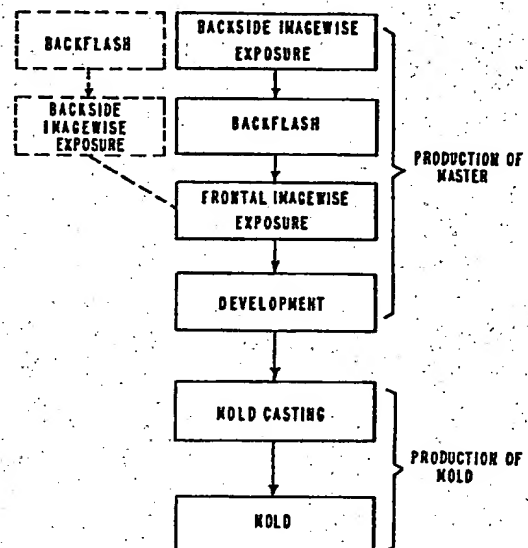 BACKFLASH
BACKSIDE
IMAGEWISE
EXPOSURE
BACKSIDE IMAGEWISE
EXPOSURE
BACKFLASH
FRONTAL IMAGEWISE
EXPOSURE
DEVELOPMENT
PRODUCTION OF
MASTER
MOLD CASTING
MOLD
PRODUCTION OF
MOLD